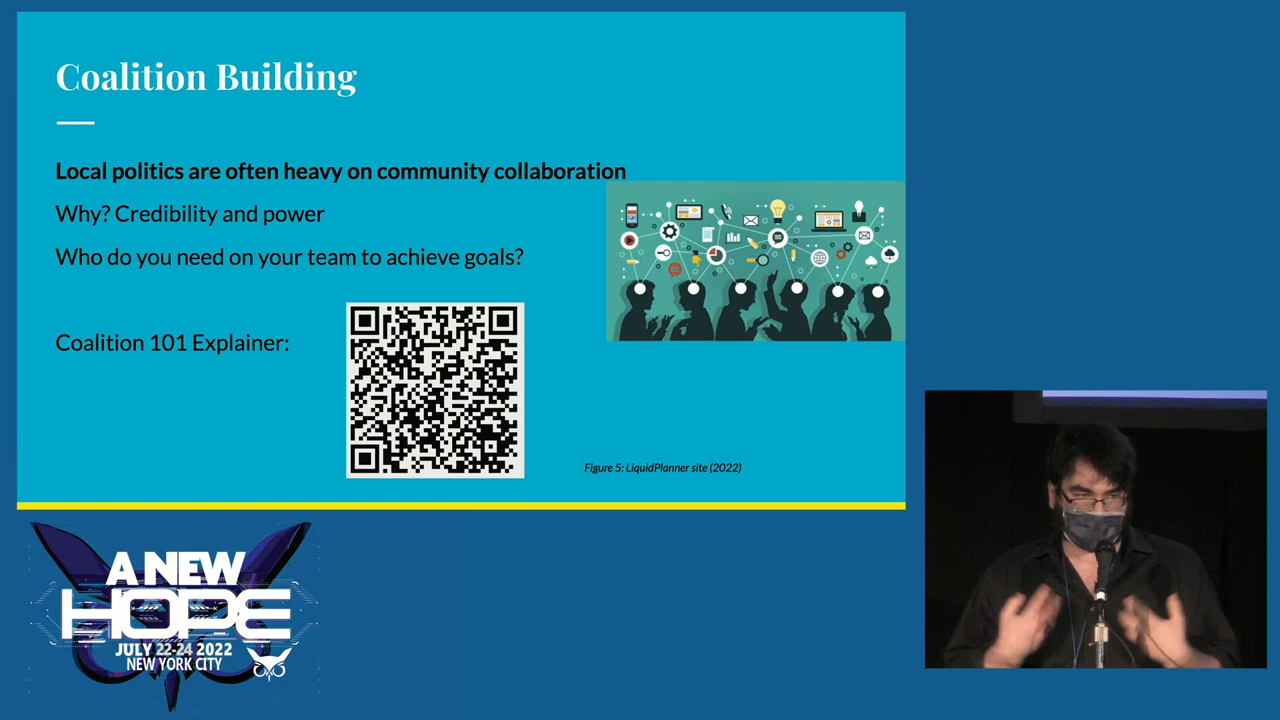 Coalition Building
Local politics are often heavy on community collaboration
Why? Credibility and power
Who do you need on your team to achieve goals?
Coalition 101 Explainer:
Figure 5: LiquidPlanner site (2022)
A NEW
HOPE
JULY 22-24 2022
NEW YORK CITY